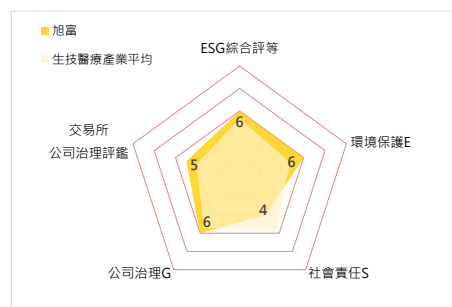 旭富
生技醫療產業平均
ESG綜合評等
6
交易所
公司治理評鑑
5
6
環境保護E
6
4
公司治理G
社會責任S